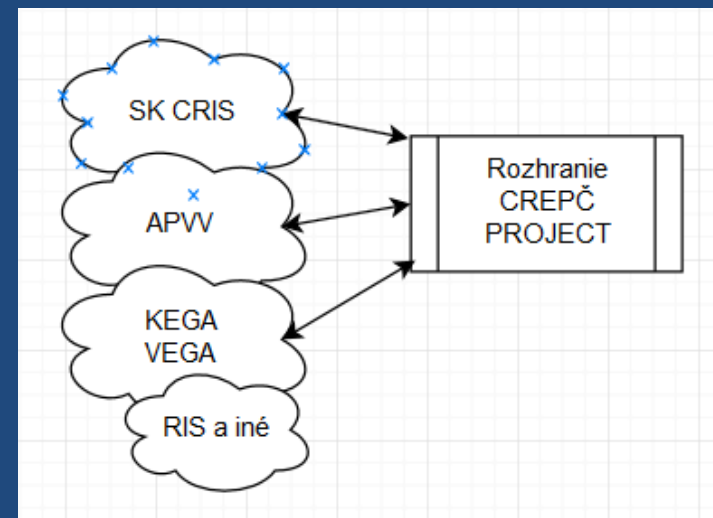 SK CRIS
APVV
KEGA
VEGA
RIS a iné
Rozhranie
CREPČ
PROJECT